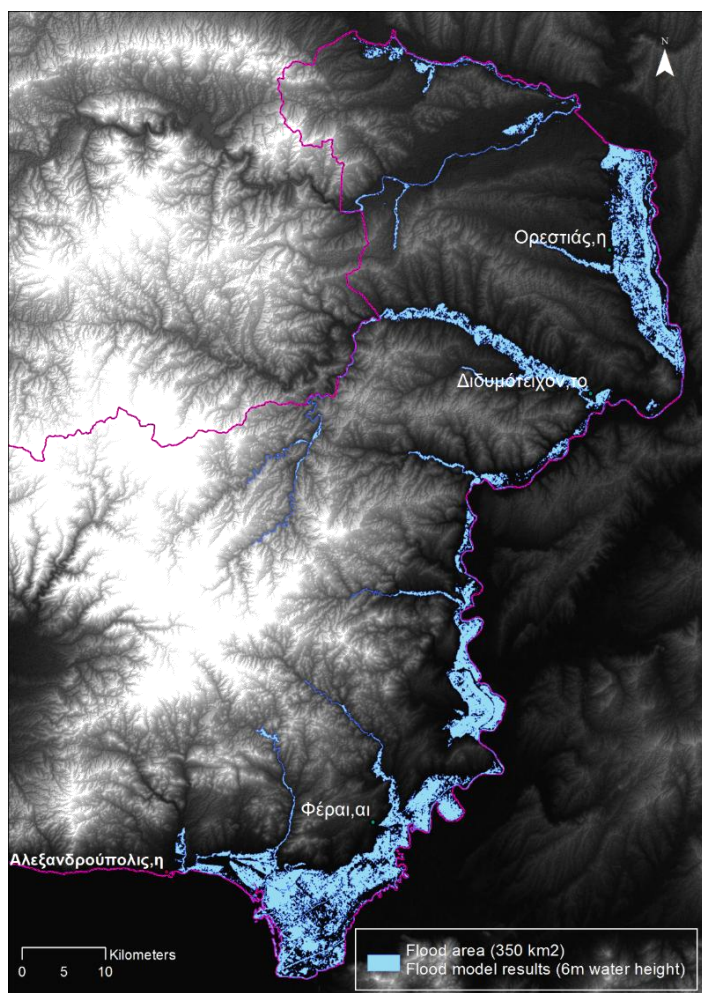 N
Ορεστιάς,η
Διδυμότειχον,το
Φέραι,αι
Αλεξανδρούπολις,η
Kilometers
0 5 10
Flood area (350 km2)
Flood model results (6m water height)